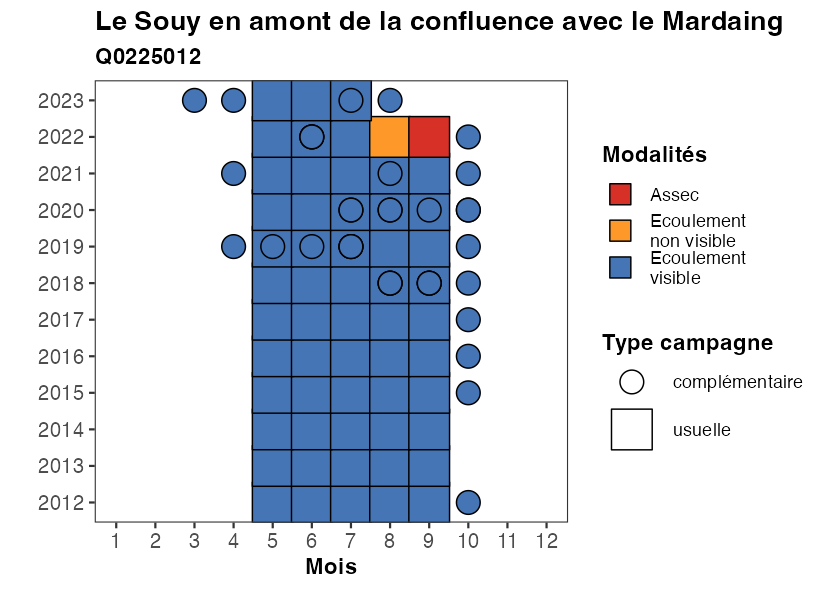 Le Souy en amont de la confluence avec le Mardaing
Q0225012
2023
2022
2021
2020
2019
2018
2017
2016
2015
2014
2013
2012
1 2 3 4 5 6 7 8 9 10 11 12
Mois
Modalités
Assec
Ecoulement
non visible
Ecoulement
visible
Type campagne
complémentaire
usuelle